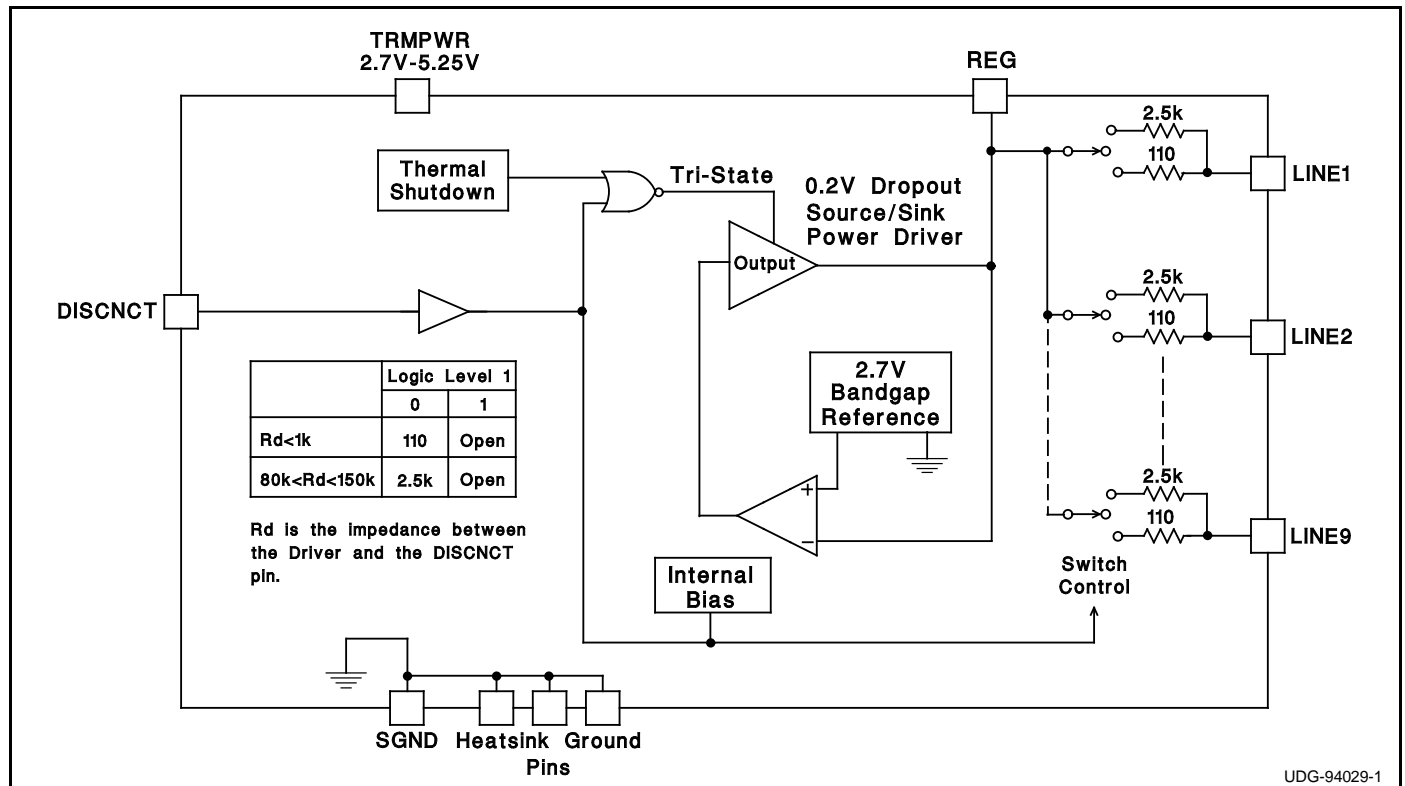 TRMPWR
2.7V-5.25V
REG
2.5k
110
LINE1
Thermal
Shutdown
Tri-State
0.2V Dropout
Source/Sink
Power Driver
Output
DISCNCT
2.5k
110
LINE2
Logic Level 1
0 1
Rd<1k 110 Open
80k<Rd<150k 2.5k Open
Rd is the impedance between
the Driver and the DISCNCT
pin.
2.7V
Bandgap
Reference
+
−
2.5k
110
LINE9
Switch
Control
Internal
Bias
SGND Heatsink Ground
Pins
UDG-94029-1